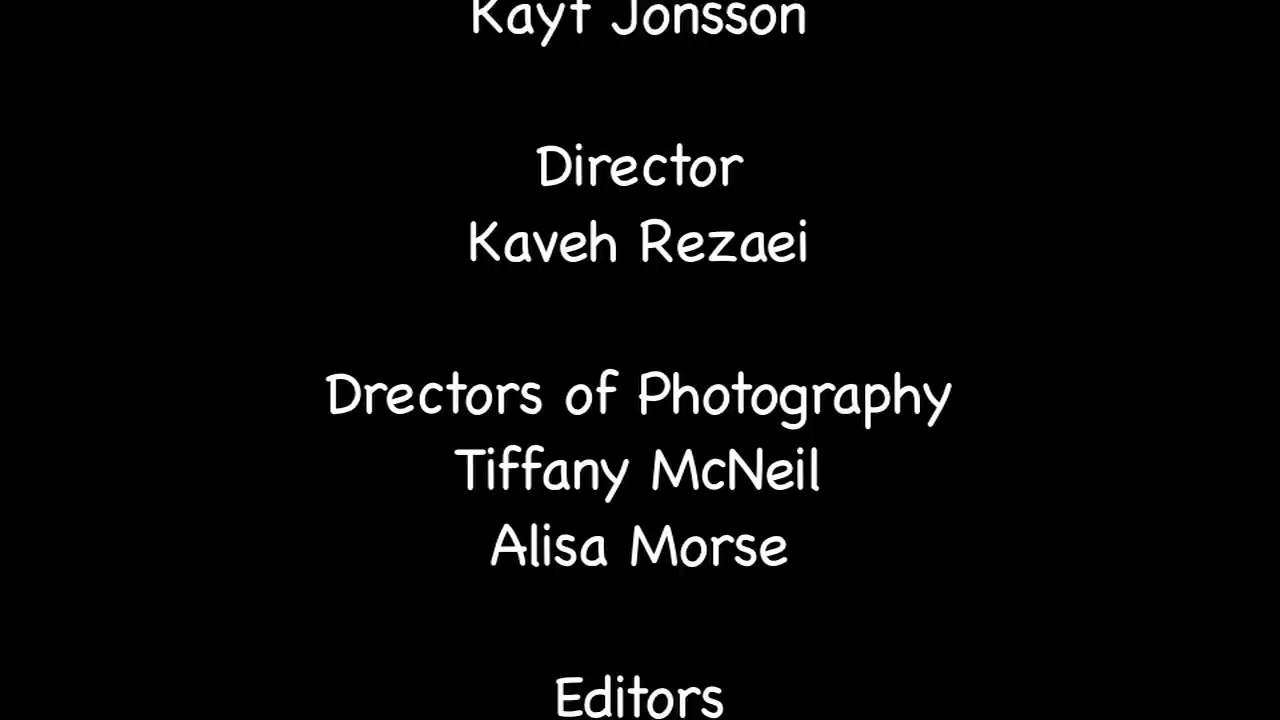 Kayt Jonsson
Director
Kaveh Rezaei
Drectors of Photography
Tiffany McNeil
Alisa Morse
Editors